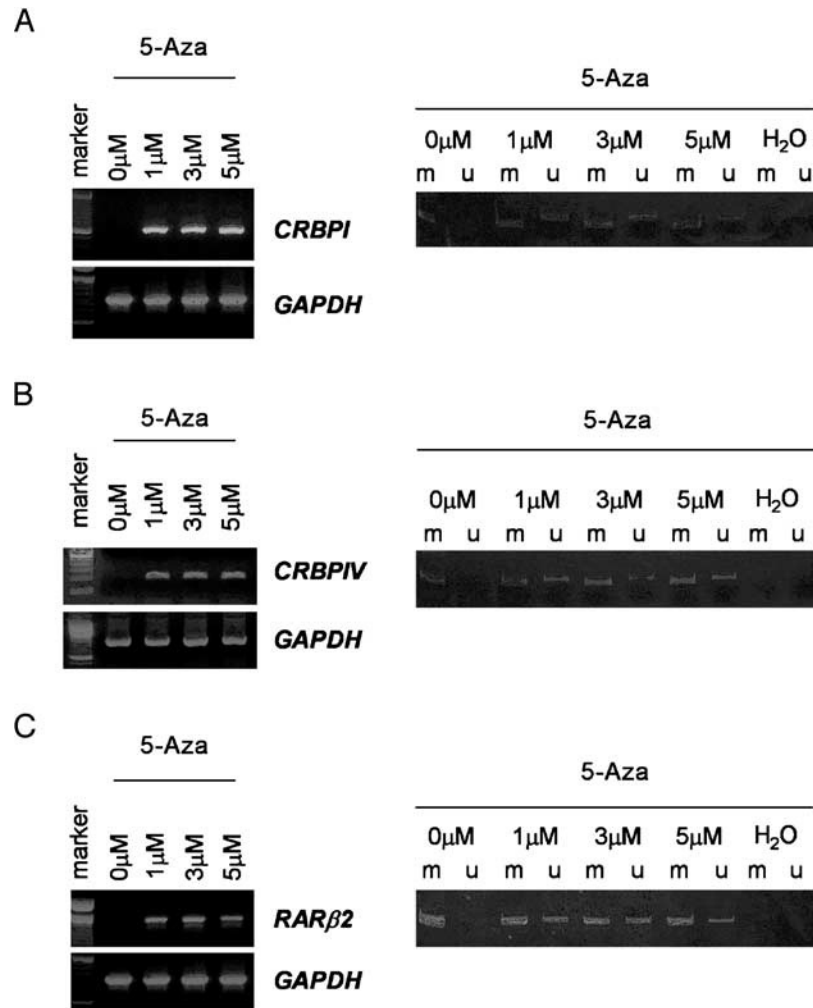 A
5-Aza
marker 0μM 1μM 3μM 5μM
CRBPI
GAPDH
5-Aza
0μM 1μM 3μM 5μM H₂O
m u m u m u m u m u
B
5-Aza
marker 0μM 1μM 3μM 5μM
CRBPIV
GAPDH
5-Aza
0μM 1μM 3μM 5μM H₂O
m u m u m u m u m u
C
5-Aza
marker 0μM 1μM 3μM 5μM
RARβ2
GAPDH
5-Aza
0μM 1μM 3μM 5μM H₂O
m u m u m u m u m u